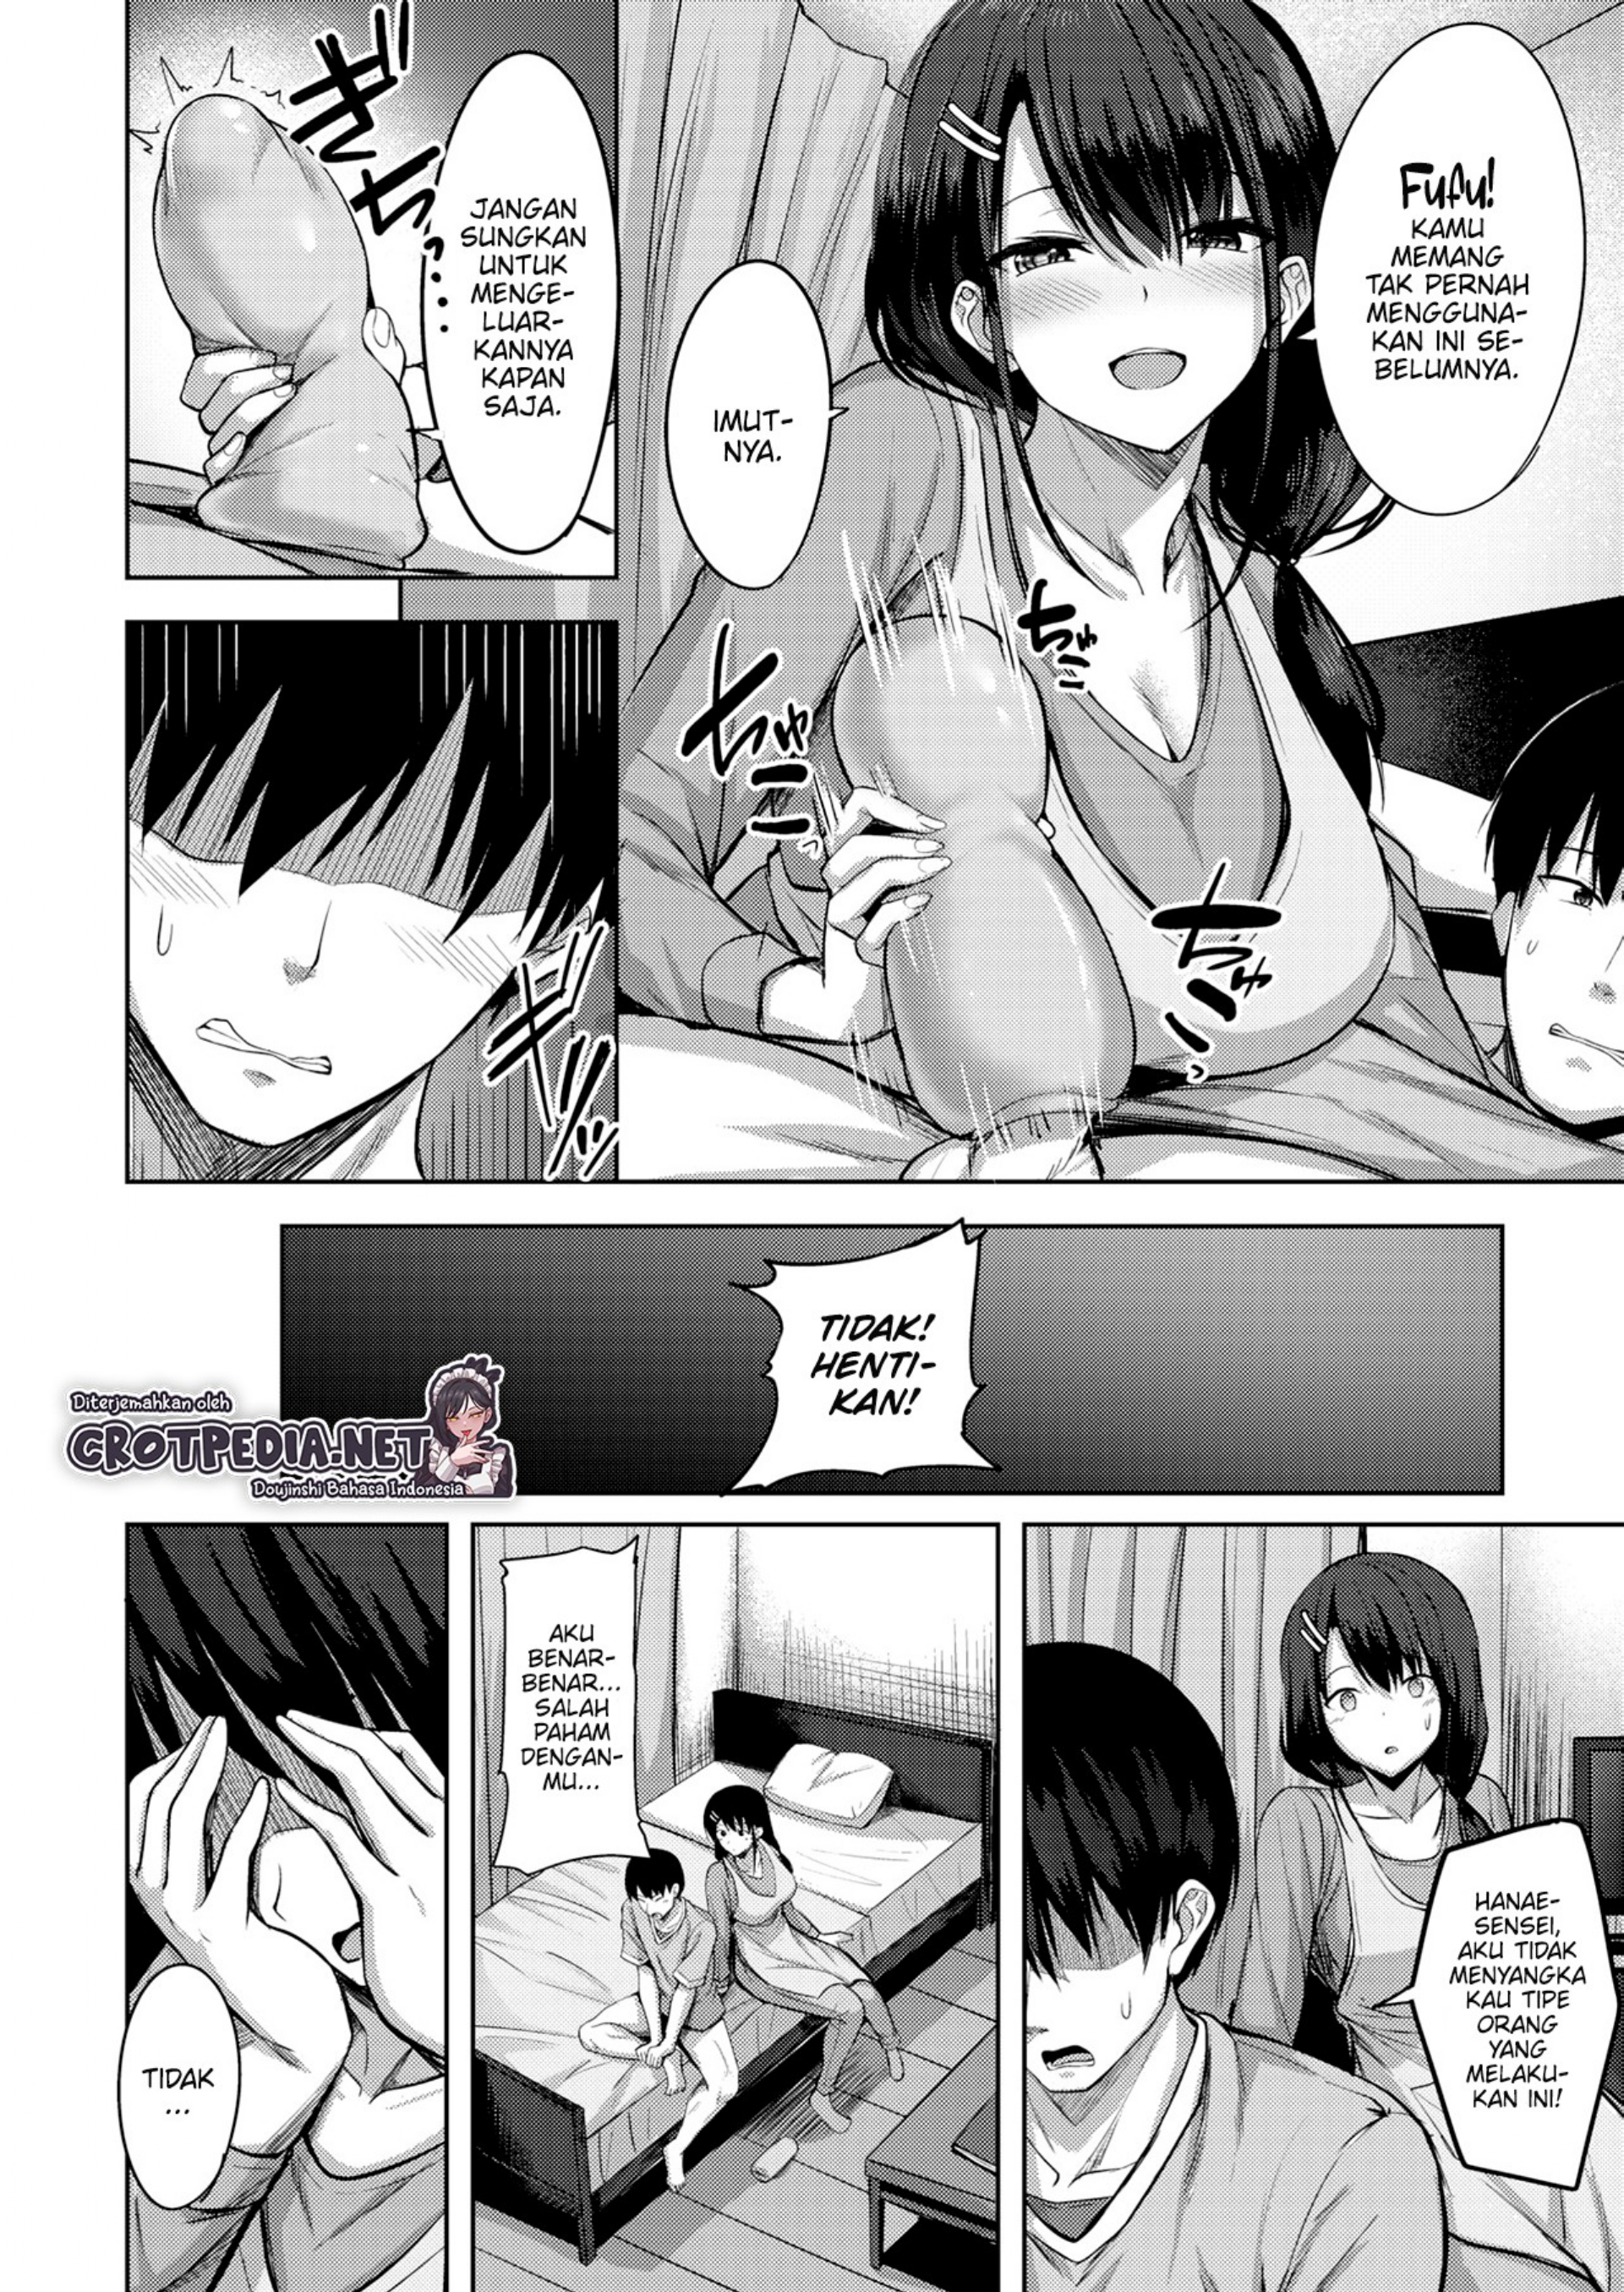 Fufu!
KAMU
MEMANG
TAK PERNAH
MENGGUNA-
KAN INI SE-
BELUMNYA.
IMUT-
NYA.
ちゅ
こ
ちゅ
こ
ちゅ
こ
JANGAN
SUNGKAN
UNTUK
MENGE-
LUAR-
KANNYA
KAPAN
SAJA.
ギ
ち
TIDAK!
HENTI-
KAN!
Diterjemahkan oleh
CROTPEDIA.NET
Doujinshi Bahasa Indonesia
HANAE-
SENSEI,
AKU TIDAK
MENYANGKA
KAU TIPE
ORANG
YANG
MELAKU-
KAN INI!
AKU
BENAR-
BENAR...
SALAH
PAHAM
DENGAN-
MU...
TIDAK
...